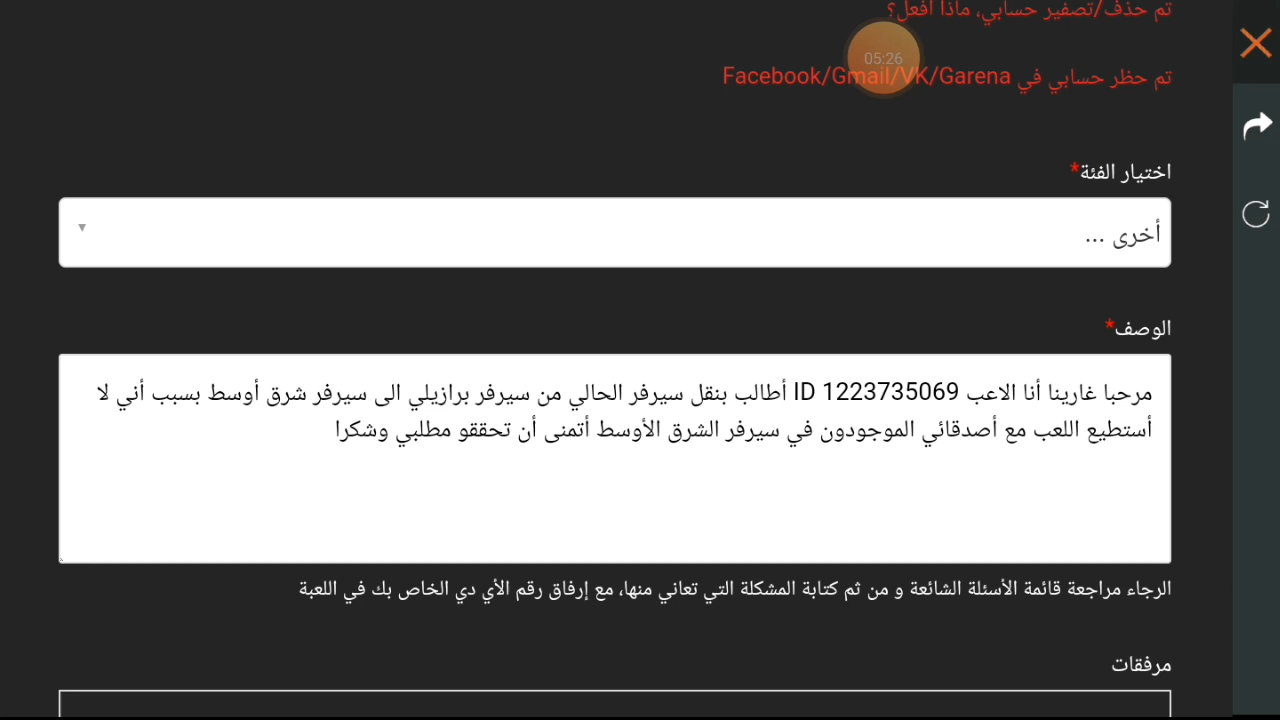 تم حذف/تصفير حسابي، ماذا أفعل؟
05:26
تم حظر حسابي في Facebook/Gmail/VK/Garena
اختيار الفئة*
أخرى ...
الوصف*
مرحبا غارينا أنا الاعب ID 1223735069 أطالب بنقل سيرفر الحالي من سيرفر برازيلي الى سيرفر شرق أوسط بسبب أني لا
أستطيع اللعب مع أصدقائي الموجودون في سيرفر الشرق الأوسط أتمنى أن تحققو مطلبي وشكرا
الرجاء مراجعة قائمة الأسئلة الشائعة و من ثم كتابة المشكلة التي تعاني منها، مع إرفاق رقم الأي دي الخاص بك في اللعبة
مرفقات